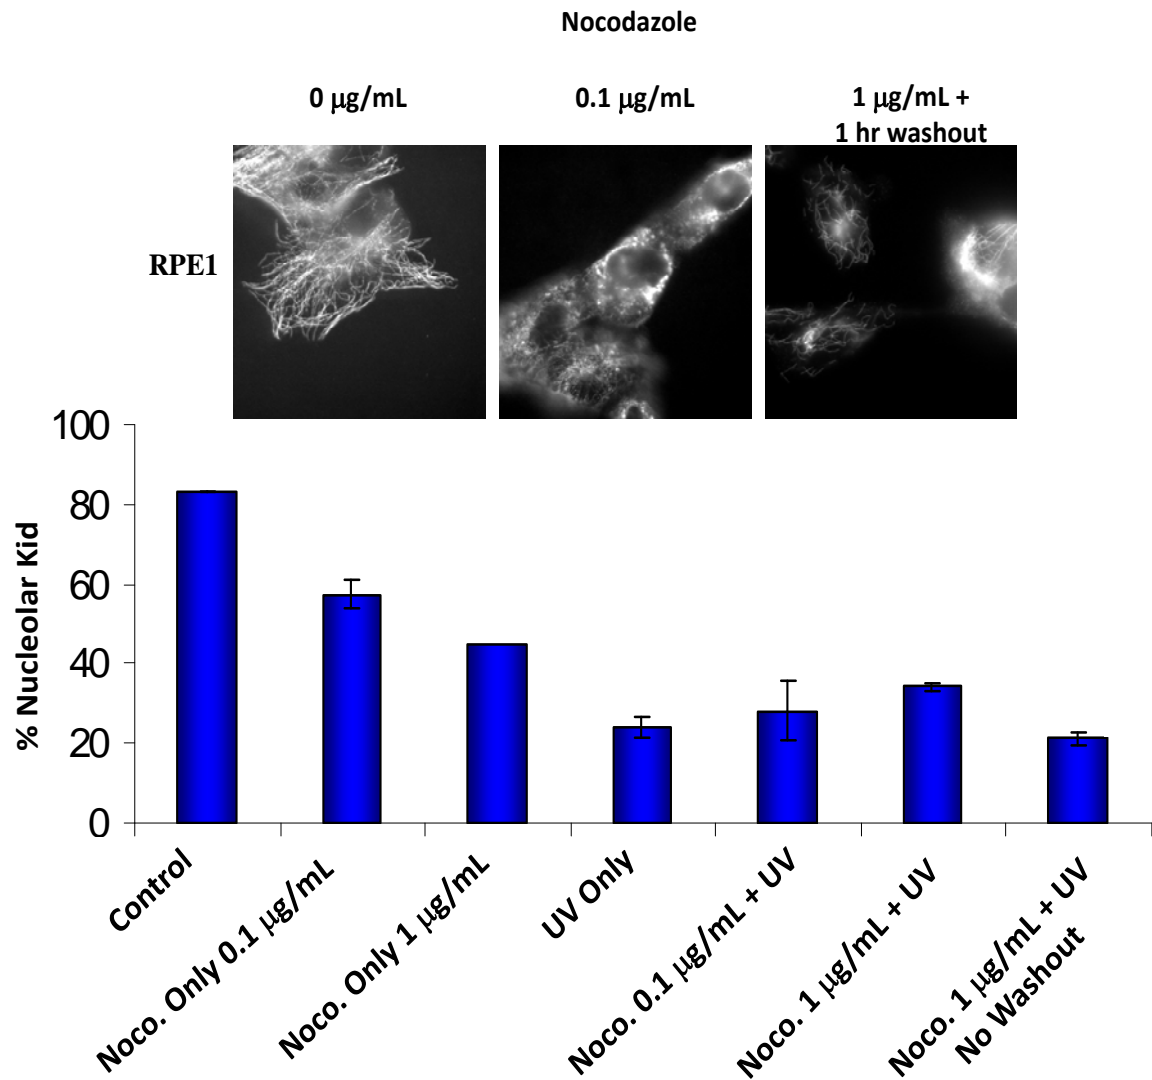 Nocodazole
0 μg/mL
0.1 μg/mL
1 μg/mL +
1 hr washout
RPE1
100
80
60
40
20
0
% Nucleolar Kid
Control
Noco. Only 0.1 μg/mL
Noco. Only 1 μg/mL
UV Only
Noco. 0.1 μg/mL + UV
Noco. 1 μg/mL + UV
Noco. 1 μg/mL + UV
No Washout